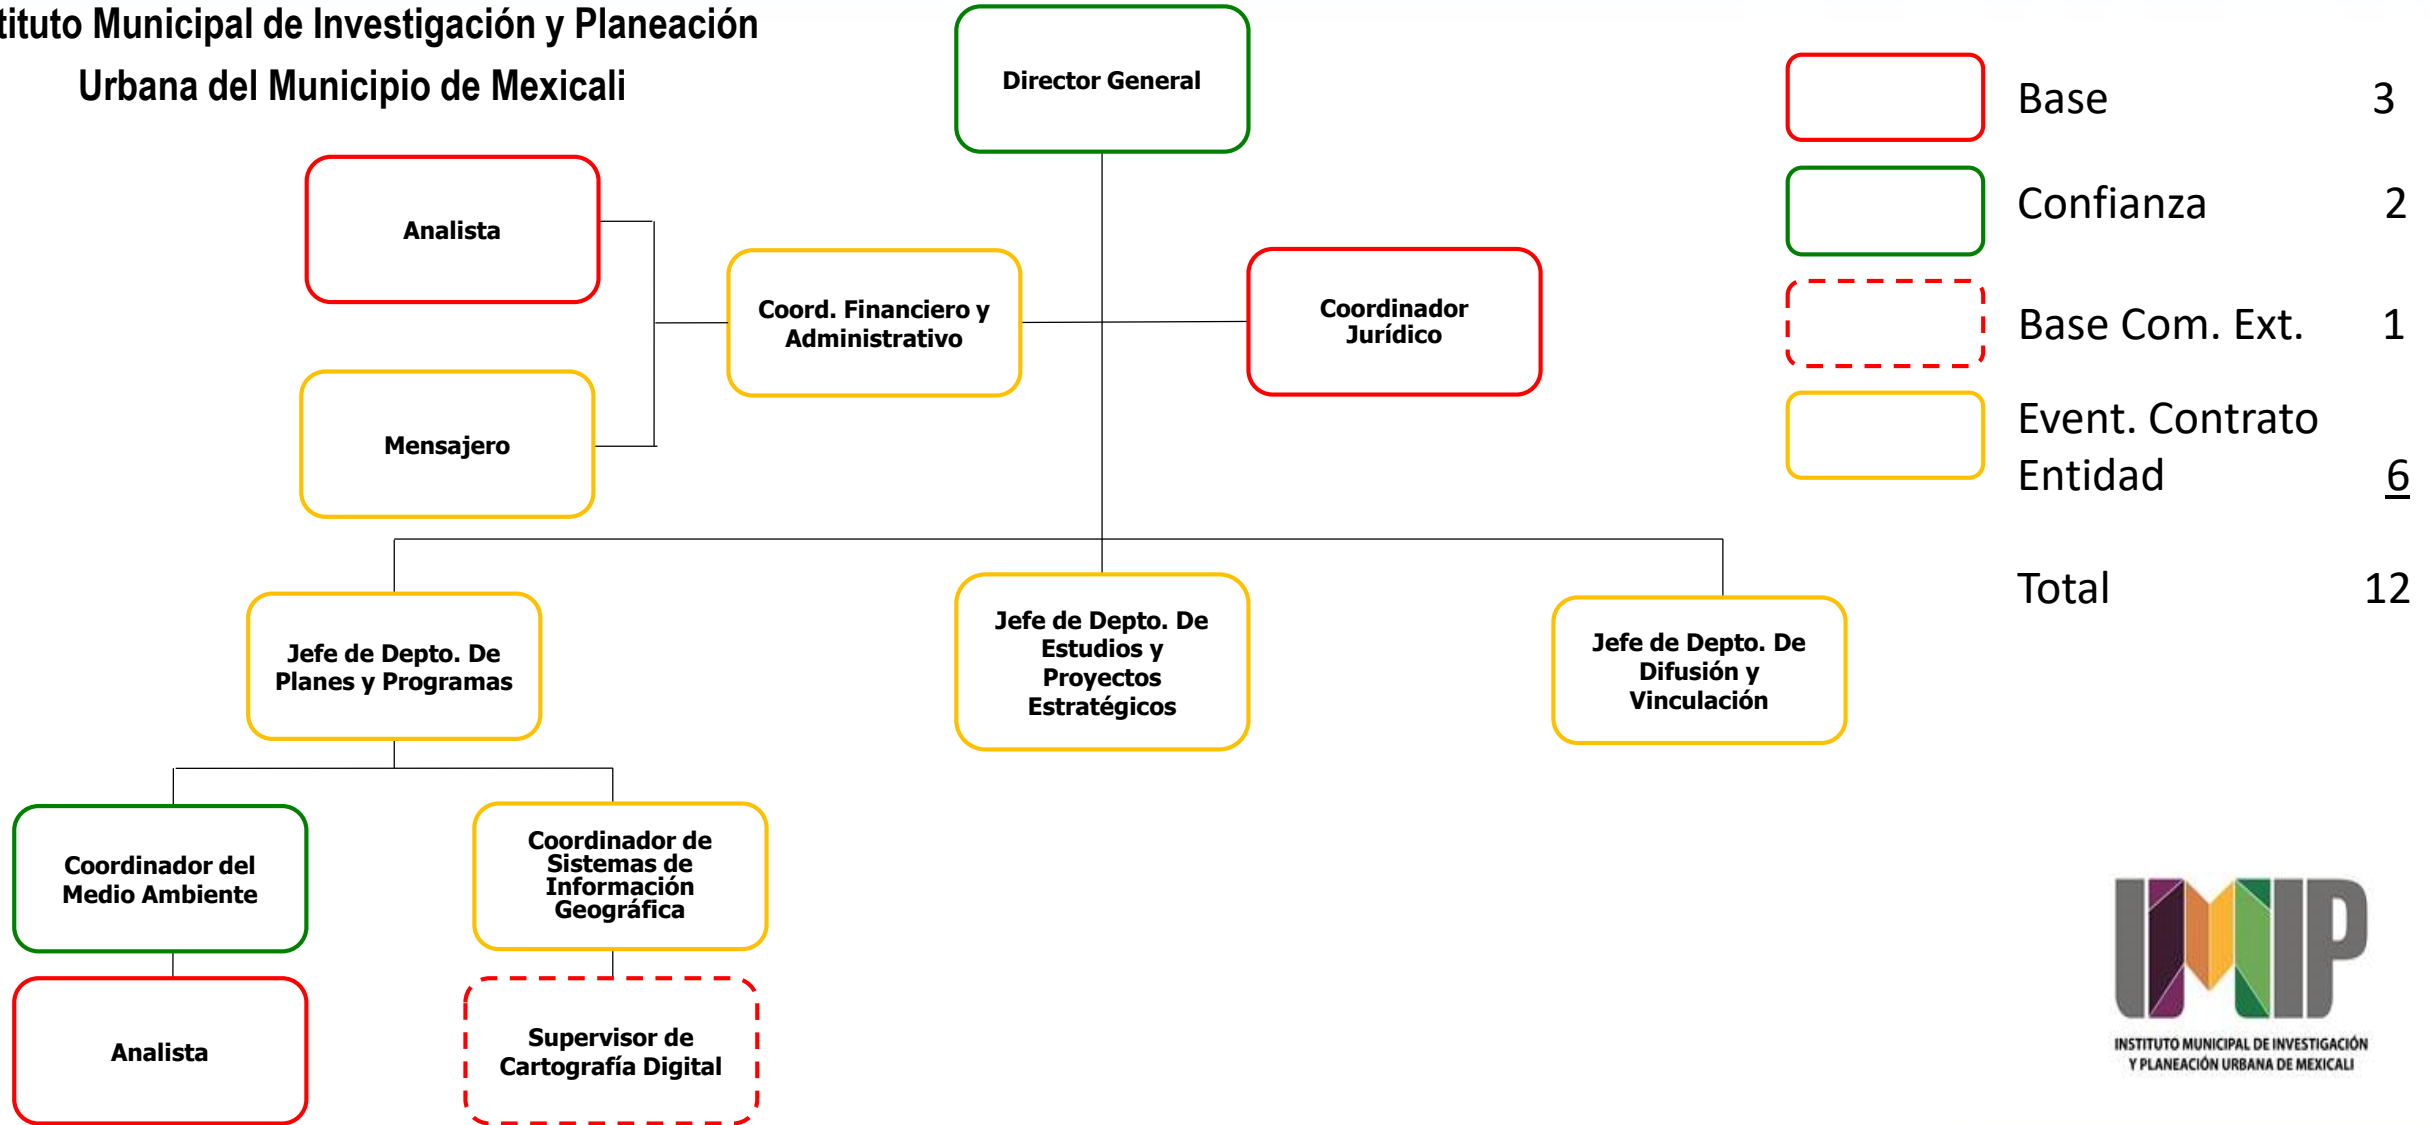 tituto Municipal de Investigación y Planeación
Urbana del Municipio de Mexicali
Director General
Base 3
Confianza 2
Base Com. Ext. 1
Event. Contrato
Entidad 6
Total 12
Analista
Coord. Financiero y
Administrativo
Coordinador
Jurídico
Mensajero
Jefe de Depto. De
Planes y Programas
Jefe de Depto. De
Estudios y
Proyectos
Estratégicos
Jefe de Depto. De
Difusión y
Vinculación
Coordinador del
Medio Ambiente
Coordinador de
Sistemas de
Información
Geográfica
Analista
Supervisor de
Cartografía Digital
IMIP
INSTITUTO MUNICIPAL DE INVESTIGACIÓN
Y PLANEACIÓN URBANA DE MEXICALI